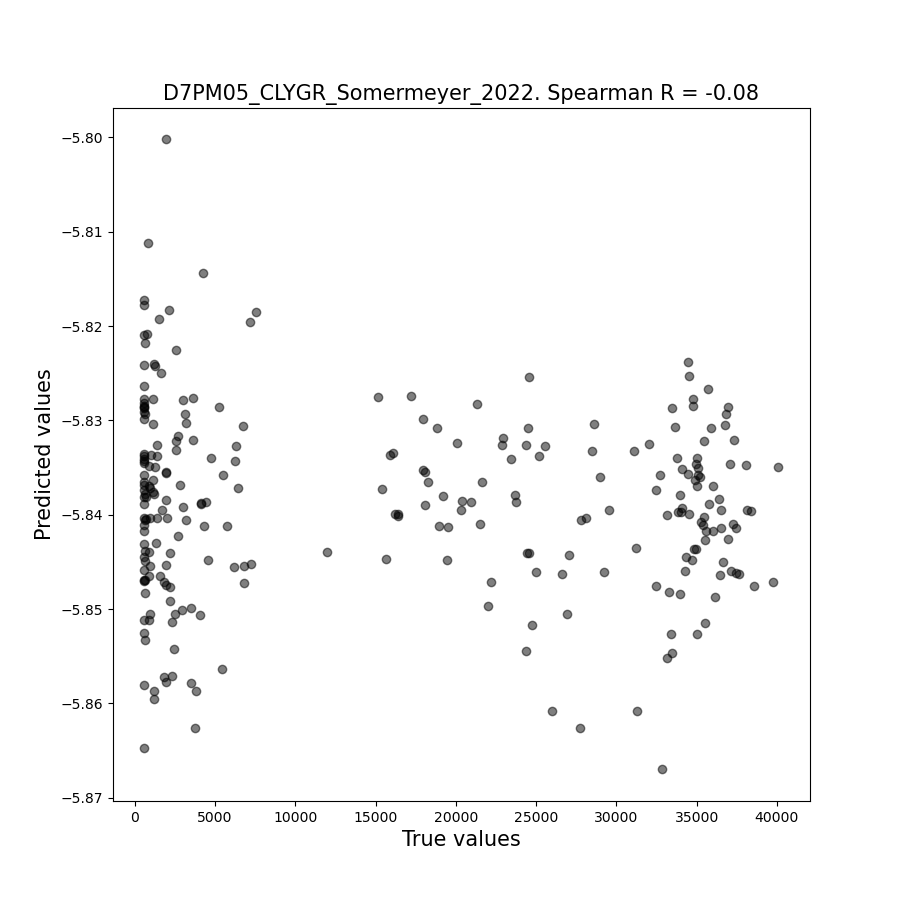 D7PM05_CLYGR_Somermeyer_2022. Spearman R = -0.08
Predicted values
−5.80
−5.81
−5.82
−5.83
−5.84
−5.85
−5.86
−5.87
0 5000 10000 15000 20000 25000 30000 35000 40000
True values